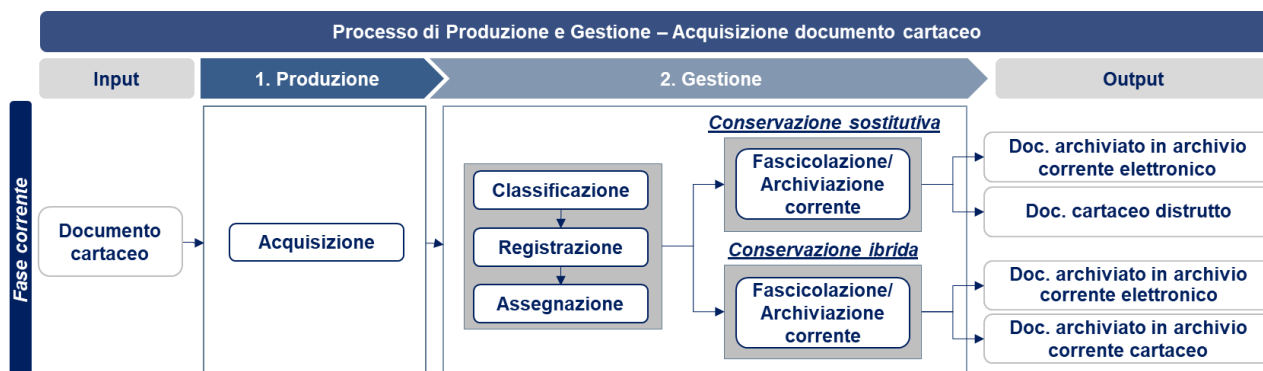 Processo di Produzione e Gestione – Acquisizione documento cartaceo
Input
1. Produzione
2. Gestione
Output
Fase corrente
Documento
cartaceo
Acquisizione
Classificazione
Registrazione
Assegnazione
Conservazione sostitutiva
Fascicolazione/
Archiviazione
corrente
Conservazione ibrida
Fascicolazione/
Archiviazione
corrente
Doc. archiviato in archivio
corrente elettronico
Doc. cartaceo distrutto
Doc. archiviato in archivio
corrente elettronico
Doc. archiviato in archivio
corrente cartaceo